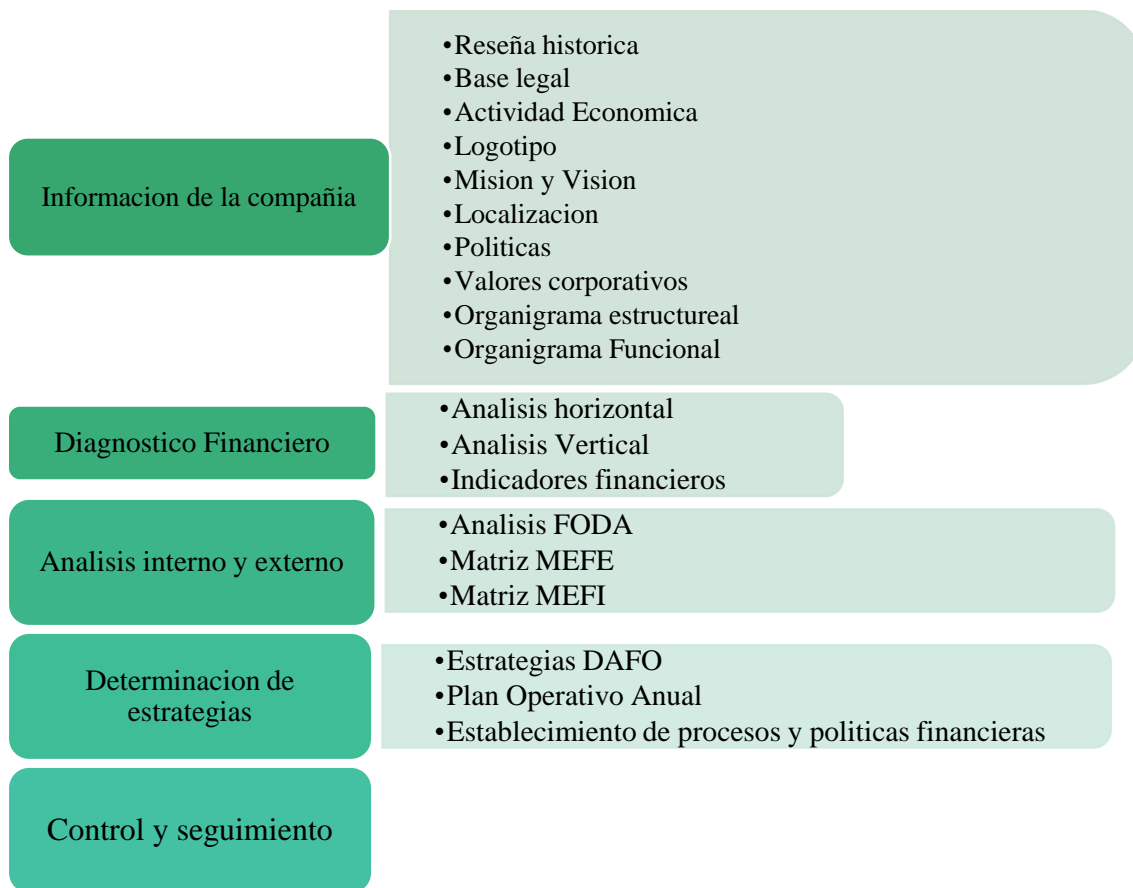 Informacion de la compañia
•Reseña historica
•Base legal
•Actividad Economica
•Logotipo
•Mision y Vision
•Localizacion
•Politicas
•Valores corporativos
•Organigrama estructureal
•Organigrama Funcional
Diagnostico Financiero
•Analisis horizontal
•Analisis Vertical
•Indicadores financieros
Analisis interno y externo
•Analisis FODA
•Matriz MEFE
•Matriz MEFI
Determinacion de
estrategias
•Estrategias DAFO
•Plan Operativo Anual
•Establecimiento de procesos y politicas financieras
Control y seguimiento